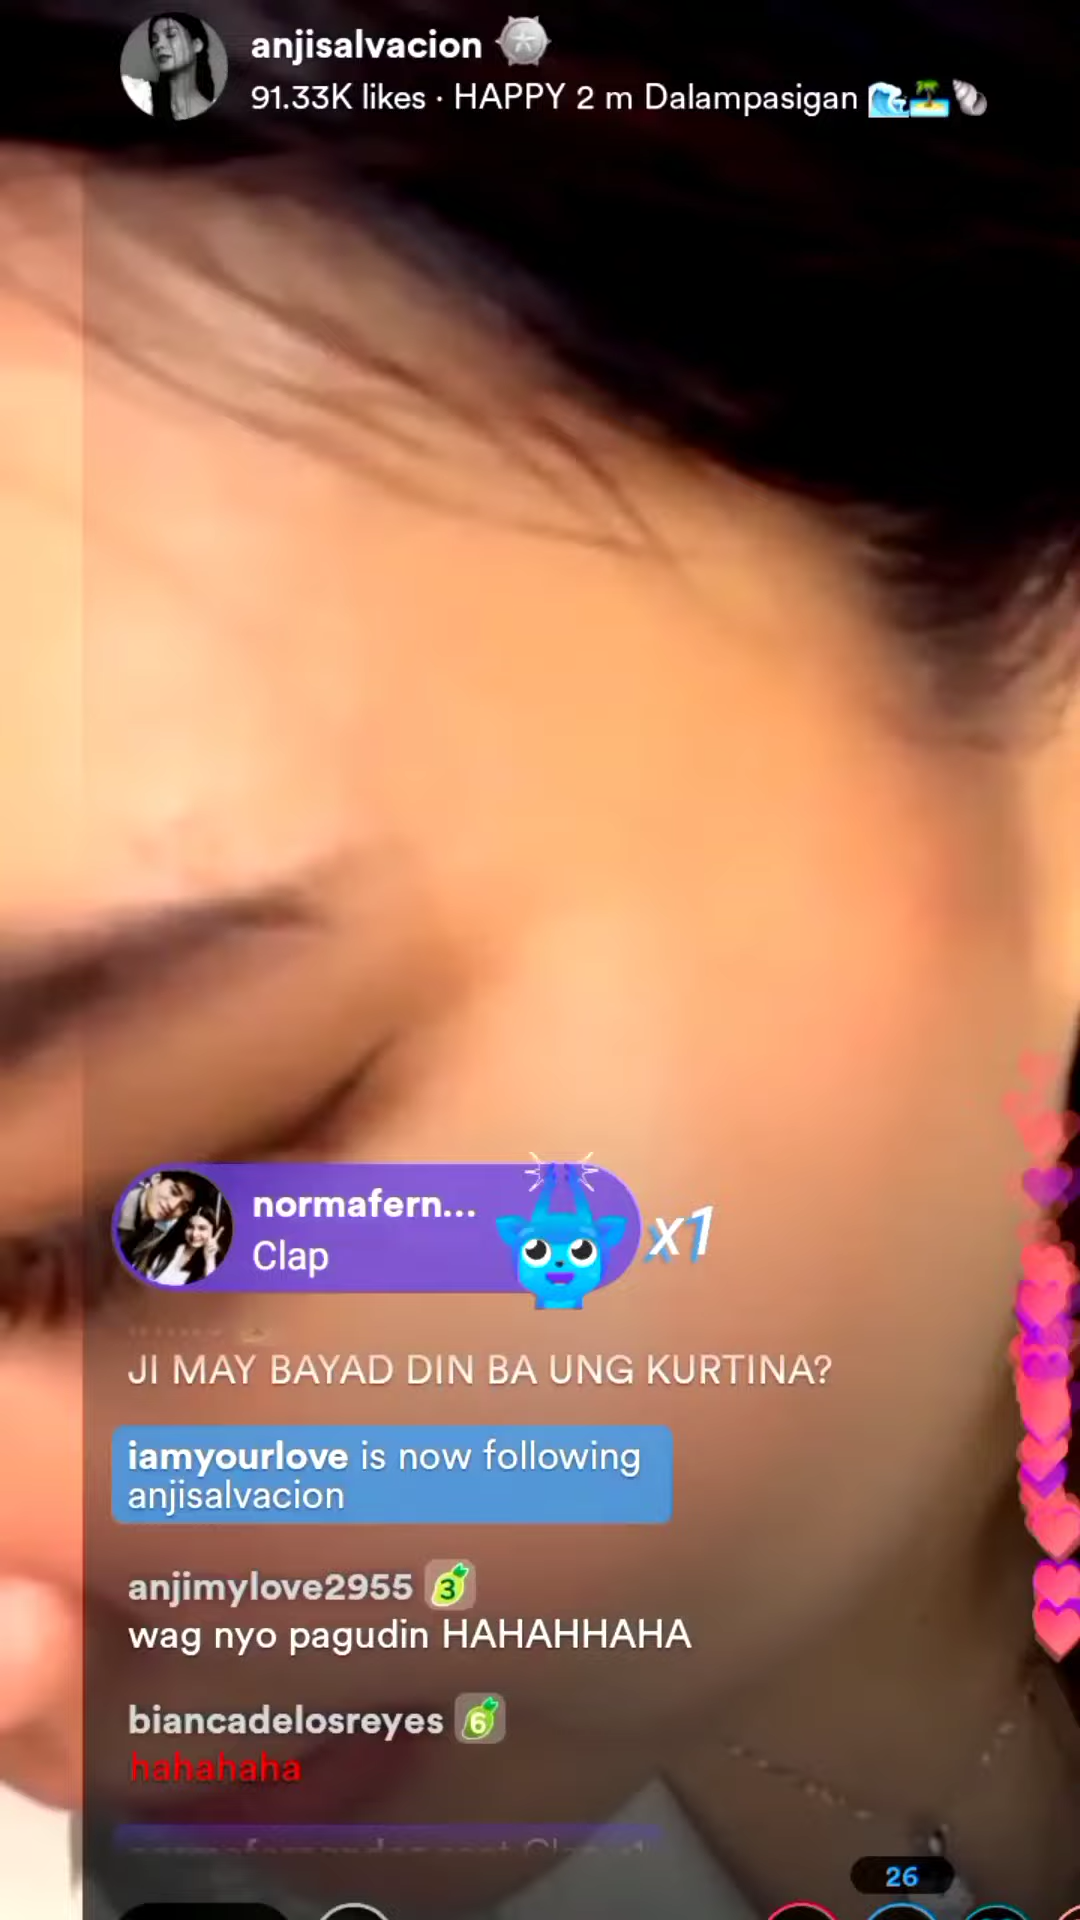 anjisalvacion
91.33K likes · HAPPY 2 m Dalampasigan 🌊🏝️🐚
normafern...
Clap
x1
JI MAY BAYAD DIN BA UNG KURTINA?
iamyourlove is now following
anjisalvacion
anjimylove2955 3
wag nyo pagudin HAHAHHAHA
biancadelosreyes 6
hahahaha
26